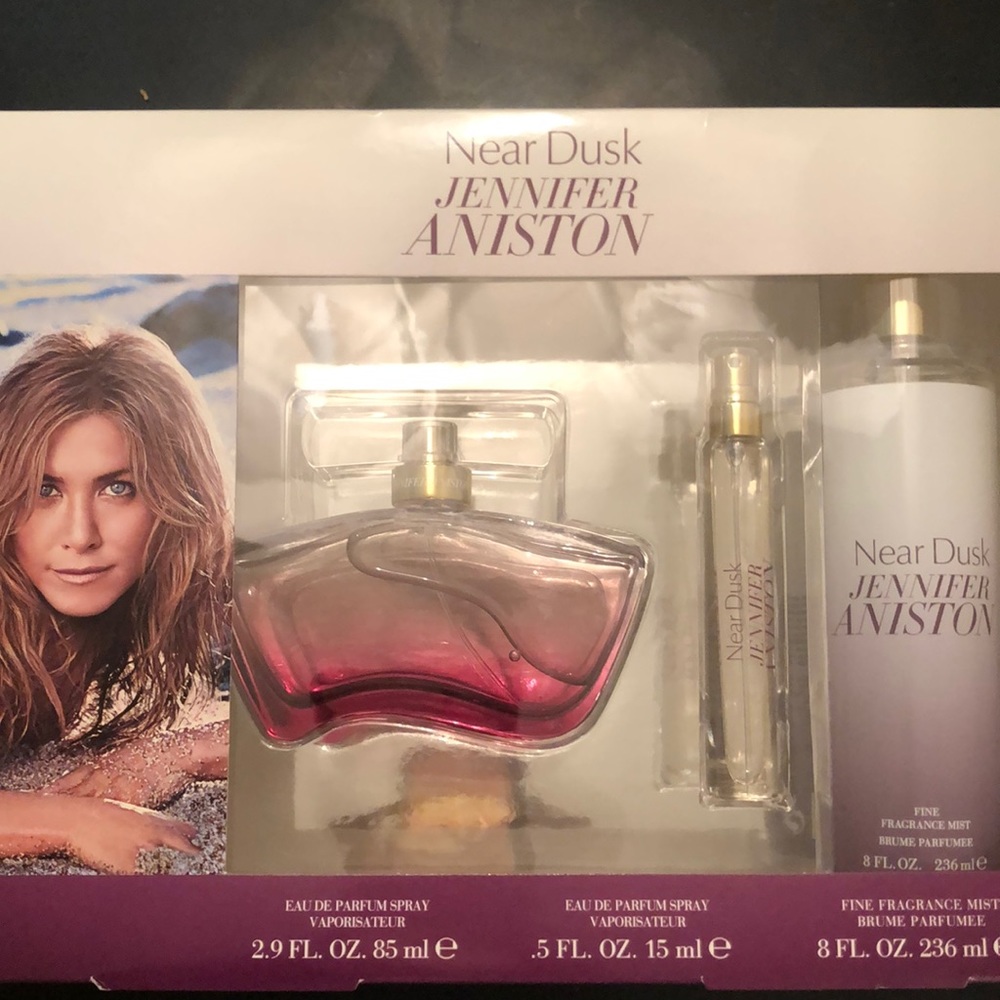 Near Dusk
JENNIFER
ANISTON
Near Dusk
JENNIFER
ANISTON
Near Dusk
JENNIFER
ANISTON
FINE
FRAGRANCE MIST
BRUME PARFUMEE
8 FL. OZ. 236 ml ℮
EAU DE PARFUM SPRAY
VAPORISATEUR
2.9 FL. OZ. 85 ml ℮
EAU DE PARFUM SPRAY
VAPORISATEUR
.5 FL. OZ. 15 ml ℮
FINE FRAGRANCE MIST
BRUME PARFUMEE
8 FL. OZ. 236 ml ℮